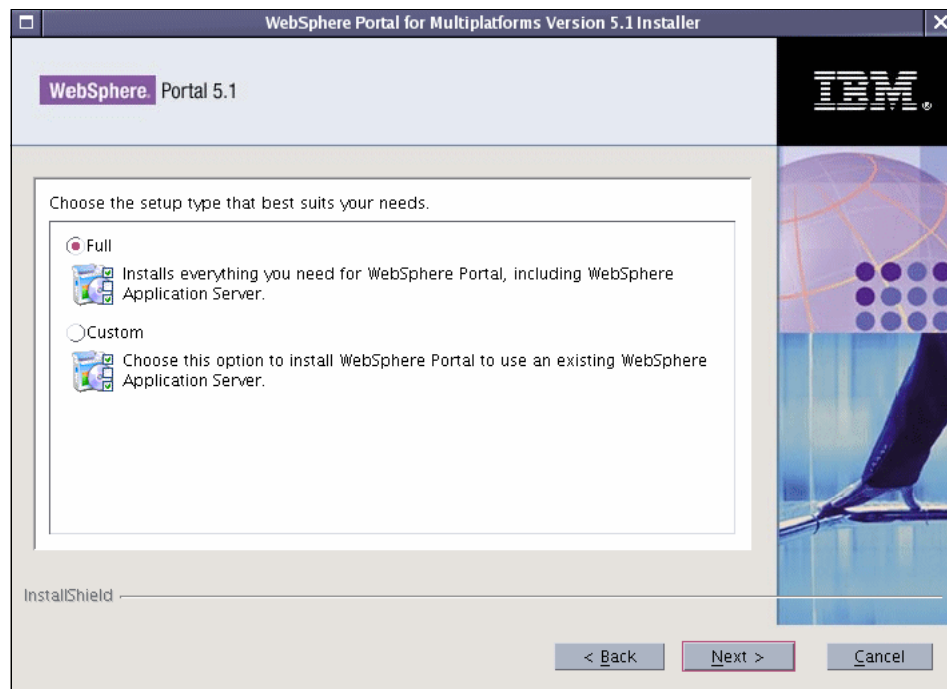 WebSphere Portal for Multiplatforms Version 5.1 Installer
WebSphere. Portal 5.1
IBM®
Choose the setup type that best suits your needs.
Full
Installs everything you need for WebSphere Portal, including WebSphere
Application Server.
Custom
Choose this option to install WebSphere Portal to use an existing WebSphere
Application Server.
InstallShield
< Back
Next >
Cancel